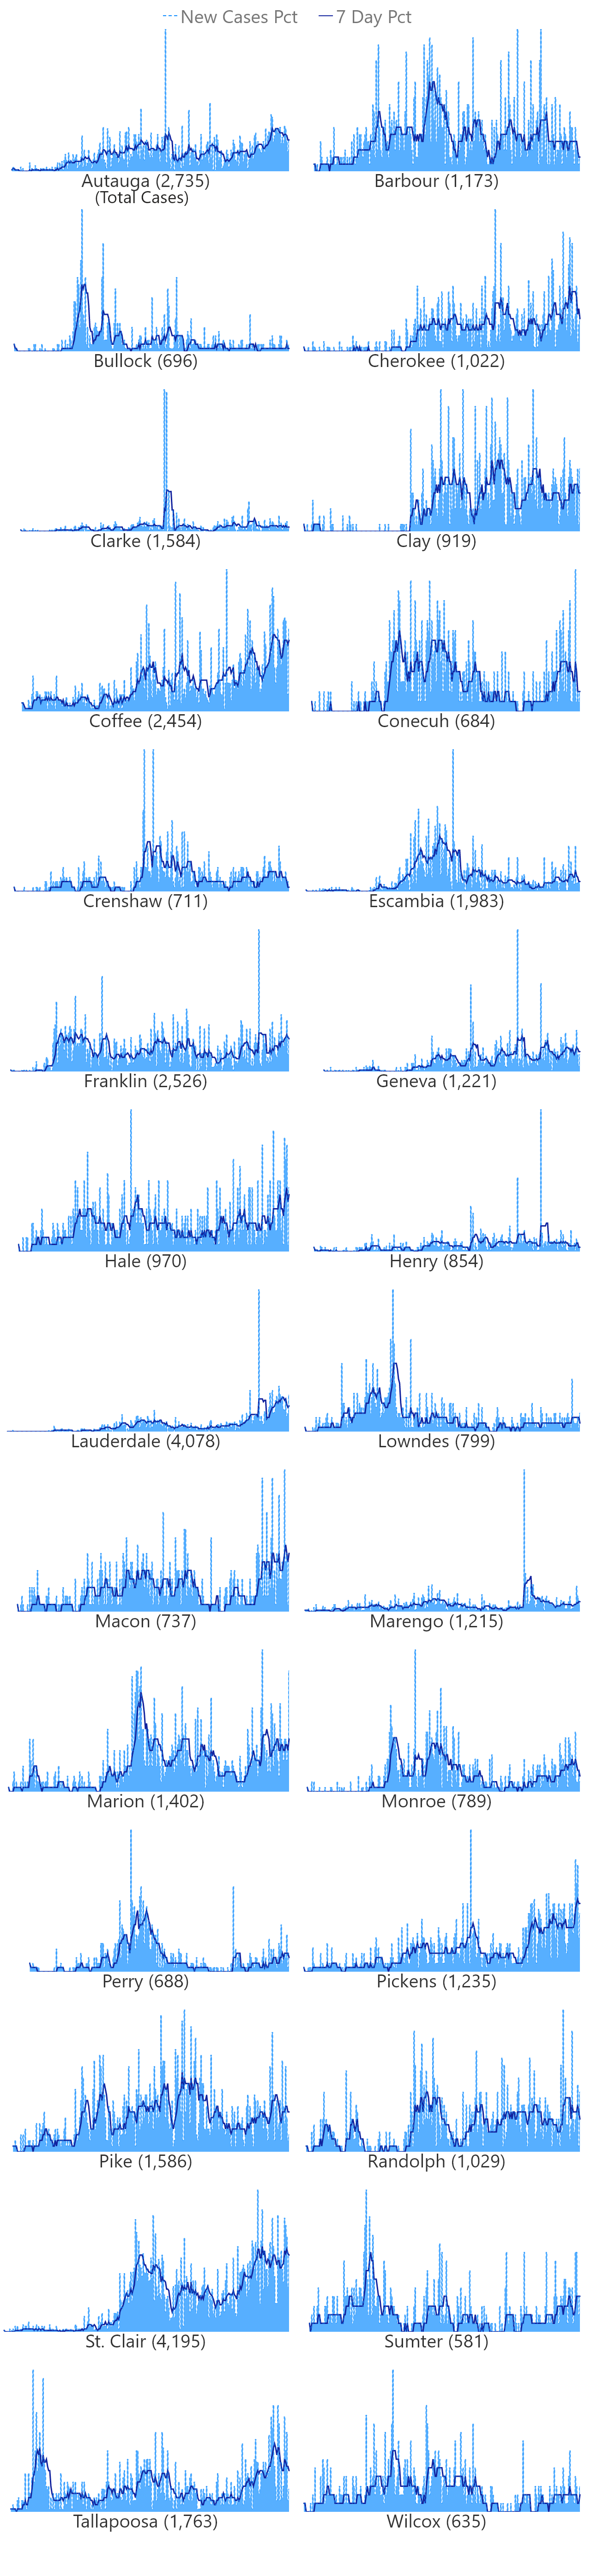 New Cases Pct 7 Day Pct
Autauga (2,735) Barbour (1,173)
(Total Cases)
Bullock (696) Cherokee (1,022)
Clarke (1,584) Clay (919)
Coffee (2,454) Conecuh (684)
Crenshaw (711) Escambia (1,983)
Franklin (2,526) Geneva (1,221)
Hale (970) Henry (854)
Lauderdale (4,078) Lowndes (799)
Macon (737) Marengo (1,215)
Marion (1,402) Monroe (789)
Perry (688) Pickens (1,235)
Pike (1,586) Randolph (1,029)
St. Clair (4,195) Sumter (581)
Tallapoosa (1,763) Wilcox (635)